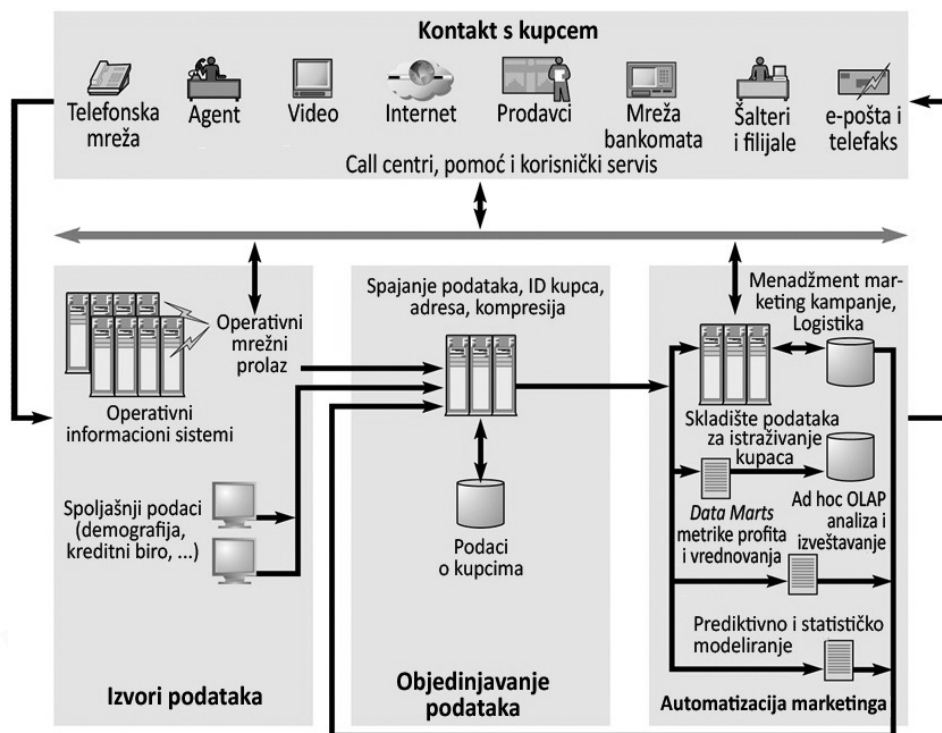 Kontakt s kupcem
Telefonska
mreža
Agent
Video
Internet
Prodavci
Mreža
bankomata
Šalteri
i filijale
e-pošta i
telefaks
Call centri, pomoć i korisnički servis
Operativni
mrežni
prolaz
Operativni
informacioni sistemi
Spoljašnji podaci
(demografija,
kreditni biro, ...)
Izvori podataka
Spajanje podataka, ID kupca,
adresa, kompresija
Podaci
o kupcima
Objedinjavanje
podataka
Menadžment mar-
keting kampanje,
Logistika
Skladište podataka
za istraživanje
kupaca
Data Marts
metrike profita
i vrednovanja
Ad hoc OLAP
analiza i
izveštavanje
Prediktivno i statističko
modeliranje
Automatizacija marketinga